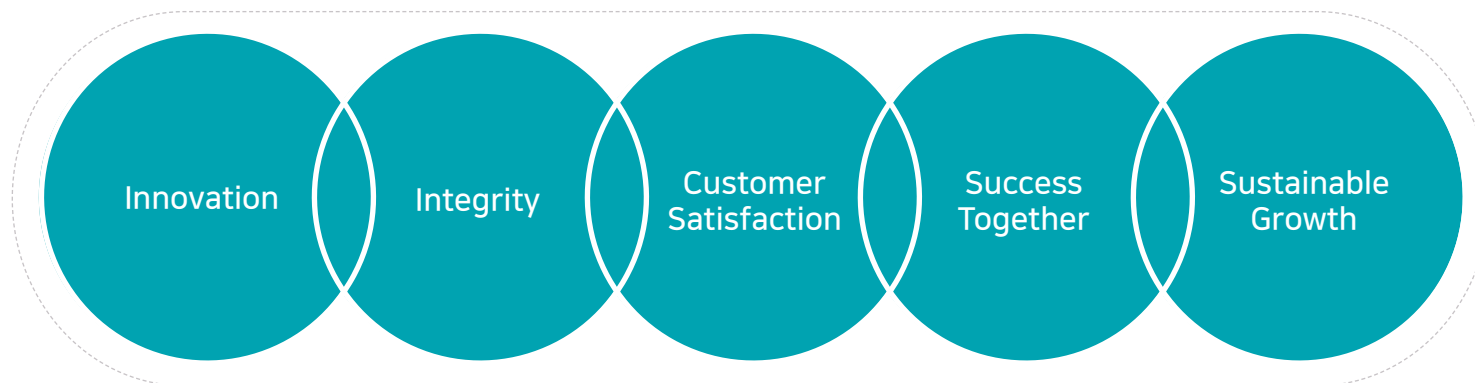 Innovation
Integrity
Customer
Satisfaction
Success
Together
Sustainable
Growth